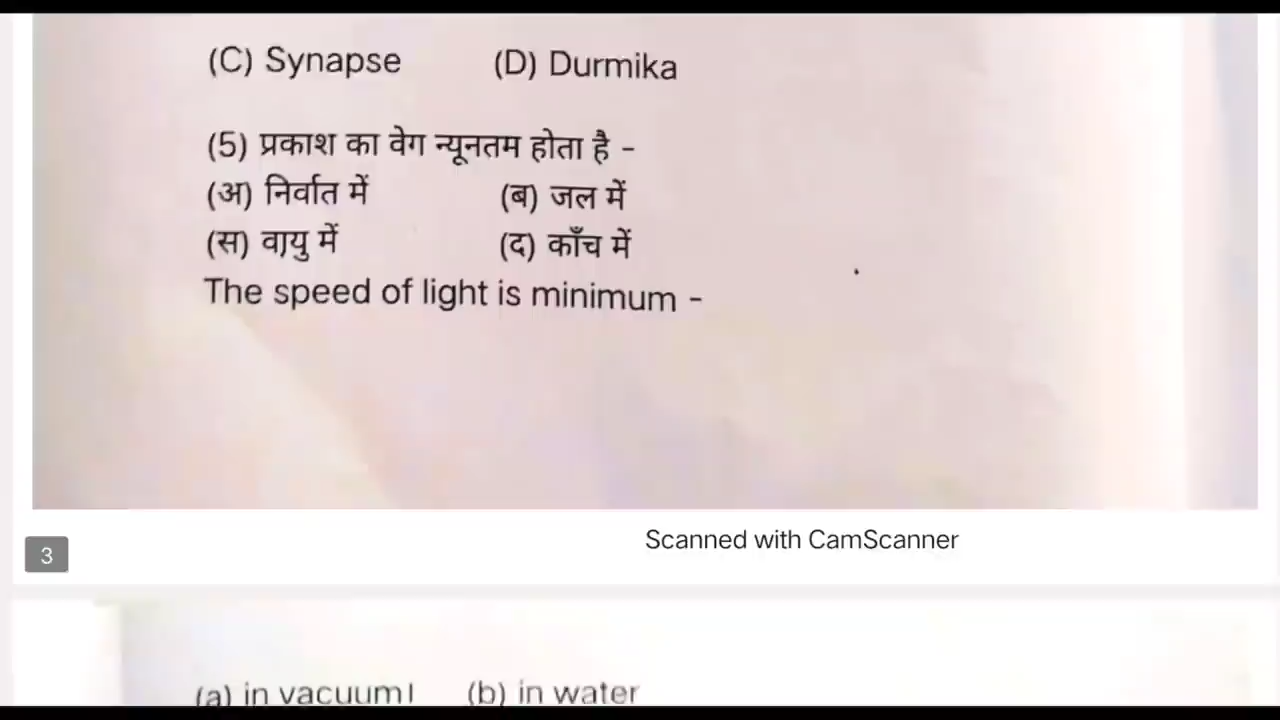 (C) Synapse (D) Durmika
(5) प्रकाश का वेग न्यूनतम होता है -
(अ) निर्वात में (ब) जल में
(स) वायु में (द) काँच में
The speed of light is minimum -
Scanned with CamScanner
3
(a) in vacuum। (b) in water